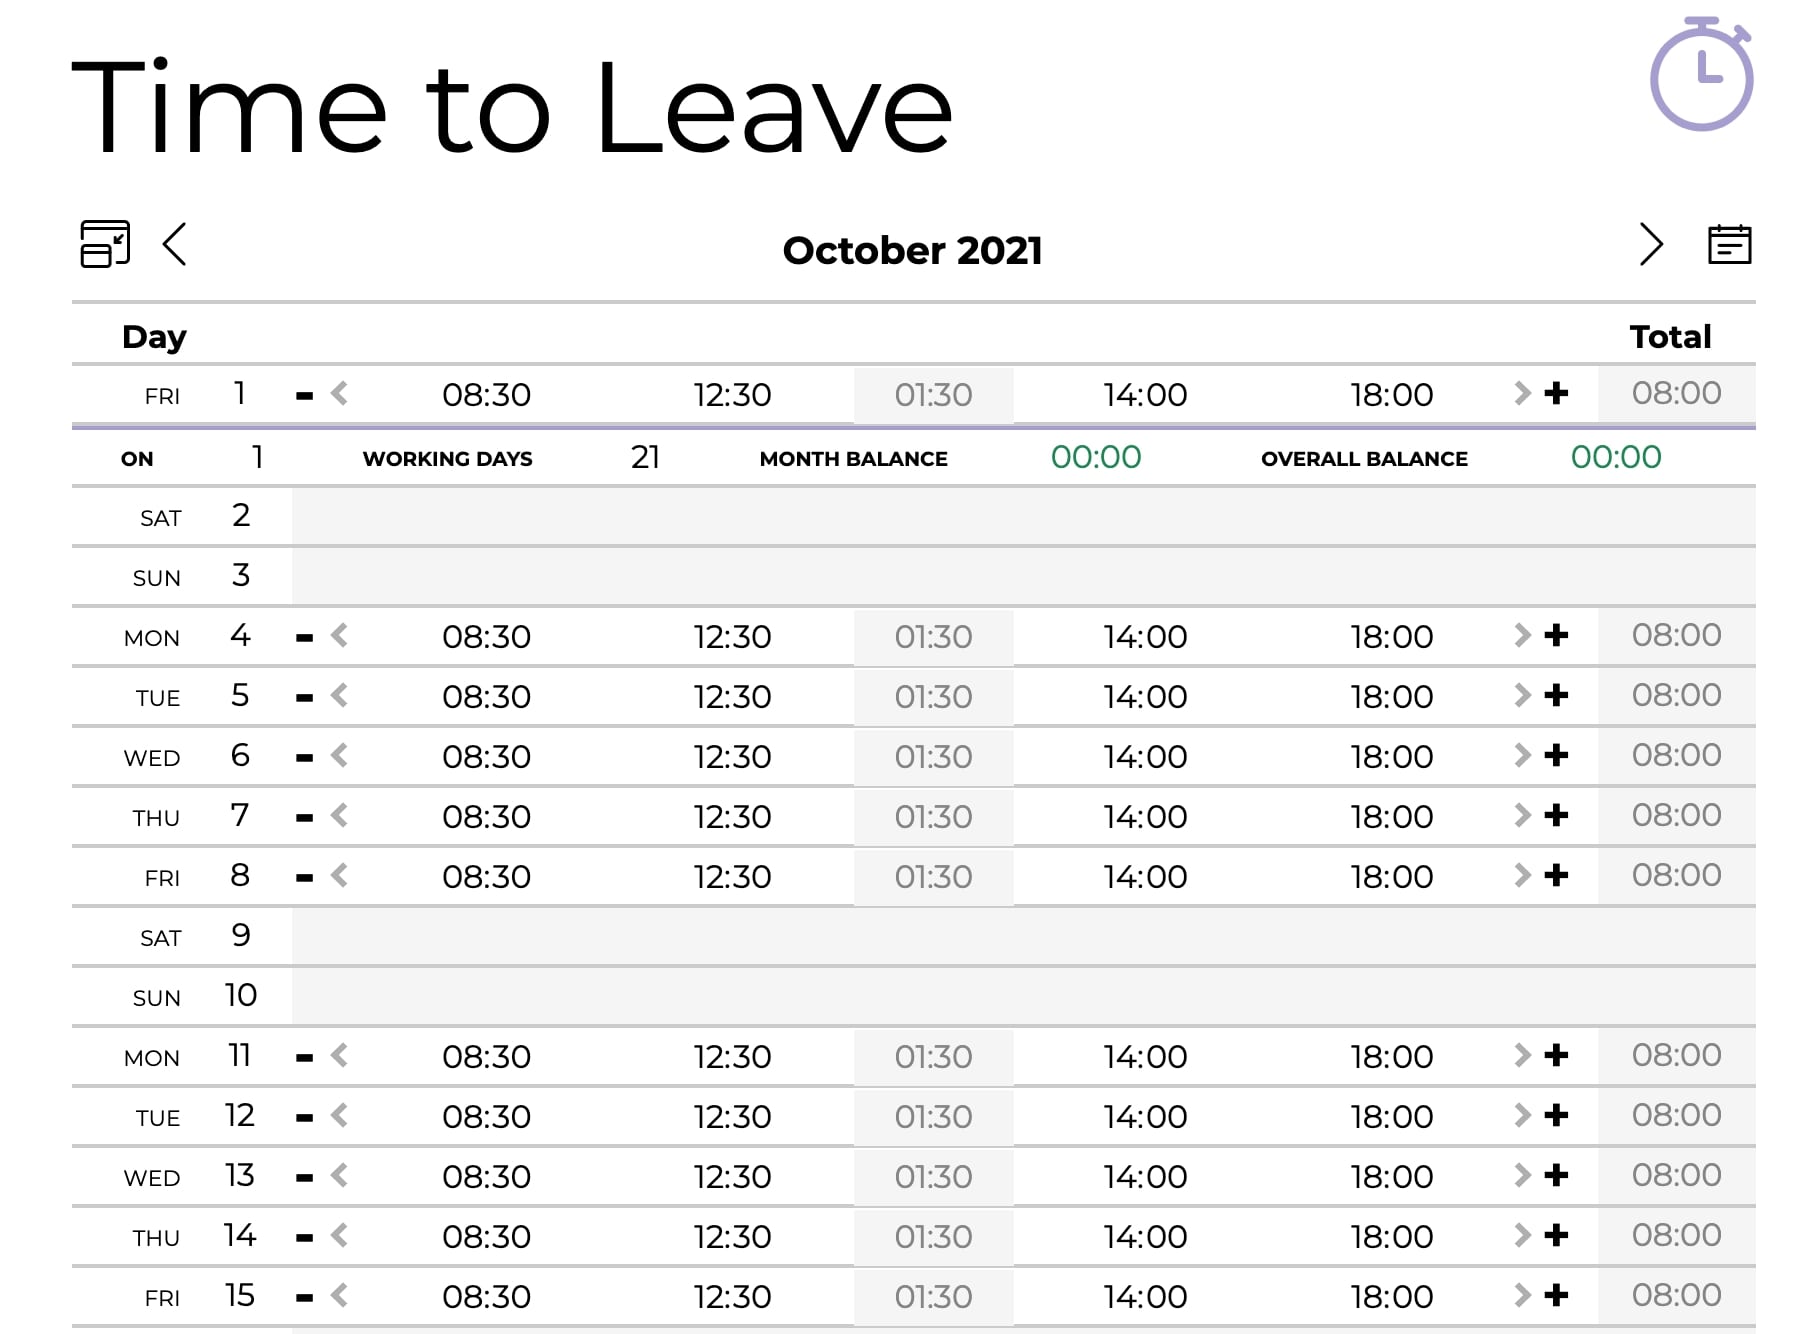 Time to Leave
October 2021
Day Total
FRI 1 - < 08:30 12:30 01:30 14:00 18:00 > + 08:00
ON 1 WORKING DAYS 21 MONTH BALANCE 00:00 OVERALL BALANCE 00:00
SAT 2
SUN 3
MON 4 - < 08:30 12:30 01:30 14:00 18:00 > + 08:00
TUE 5 - < 08:30 12:30 01:30 14:00 18:00 > + 08:00
WED 6 - < 08:30 12:30 01:30 14:00 18:00 > + 08:00
THU 7 - < 08:30 12:30 01:30 14:00 18:00 > + 08:00
FRI 8 - < 08:30 12:30 01:30 14:00 18:00 > + 08:00
SAT 9
SUN 10
MON 11 - < 08:30 12:30 01:30 14:00 18:00 > + 08:00
TUE 12 - < 08:30 12:30 01:30 14:00 18:00 > + 08:00
WED 13 - < 08:30 12:30 01:30 14:00 18:00 > + 08:00
THU 14 - < 08:30 12:30 01:30 14:00 18:00 > + 08:00
FRI 15 - < 08:30 12:30 01:30 14:00 18:00 > + 08:00